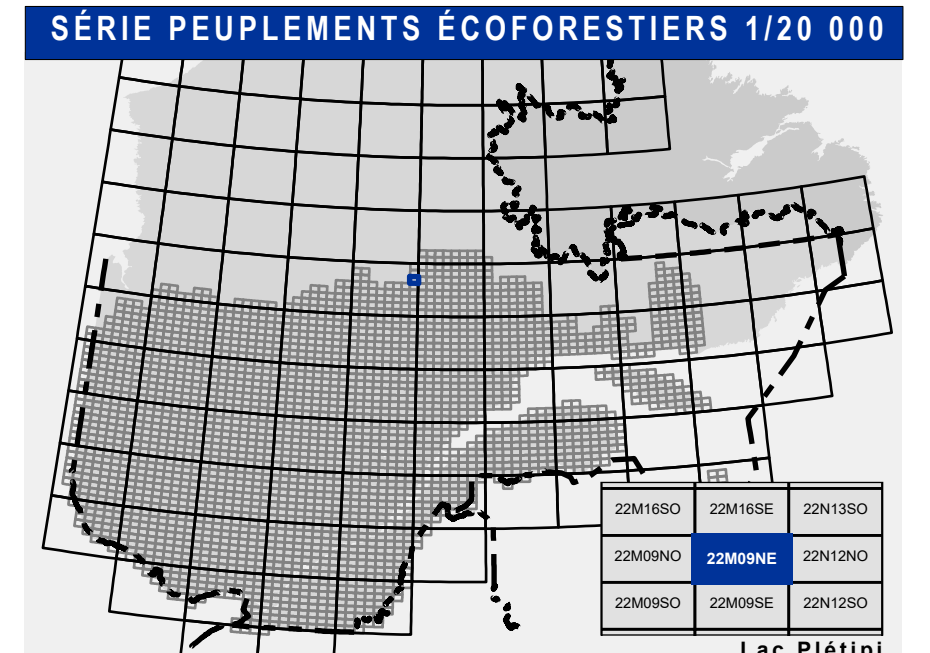 SÉRIE PEUPLEMENTS ÉCOFORESTIERS 1/20 000
22M16SO 22M16SE 22N13SO
22M09NO 22M09NE 22N12NO
22M09SO 22M09SE 22N12SO
Lac Plétipi